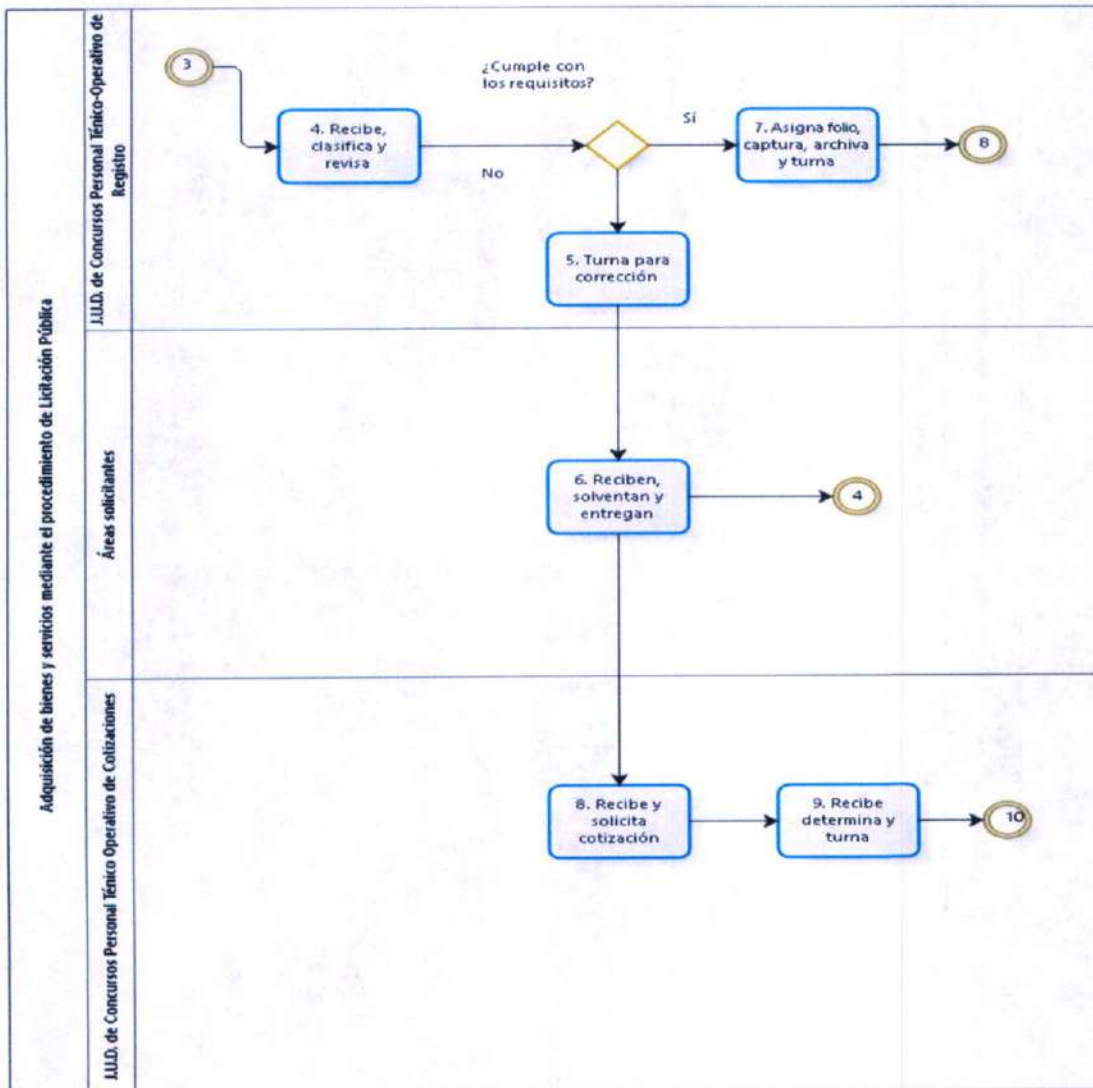 Adquisición de bienes y servicios mediante el procedimiento de Licitación Pública
J.U.D. de Concursos Personal Ténico-Operativo de
Registro
3
4. Recibe,
clasifica y
revisa
¿Cumple con
los requisitos?
No
Sí
7. Asigna folio,
captura, archiva
y turna
8
5. Turna para
corrección
Áreas solicitantes
6. Reciben,
solventan y
entregan
4
J.U.D. de Concursos Personal Ténico Operativo de Cotizaciones
8. Recibe y
solicita
cotización
9. Recibe
determina y
turna
10